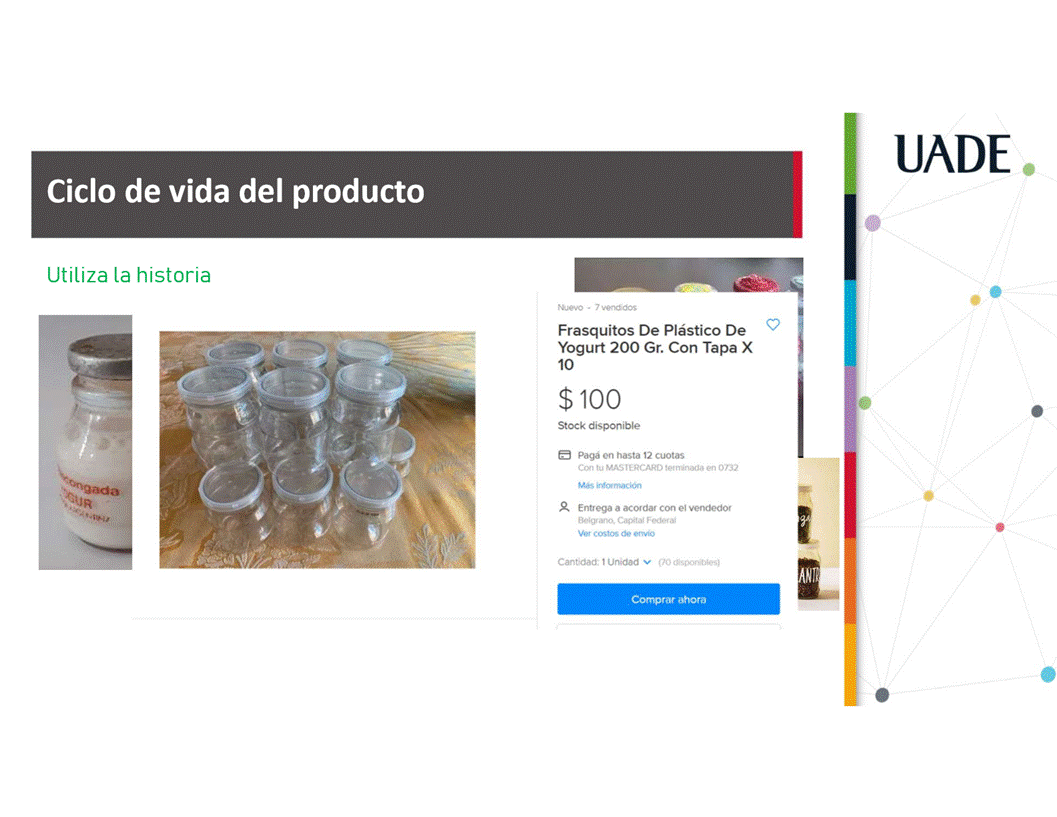 UADE
Ciclo de vida del producto
Utiliza la historia
YOGUR
Nuevo - 7 vendidos
Frasquitos De Plástico De
Yogurt 200 Gr. Con Tapa X
10
$ 100
Stock disponible
Pagá en hasta 12 cuotas
Con tu MASTERCARD terminada en 0732
Más información
Entrega a acordar con el vendedor
Belgrano, Capital Federal
Ver costos de envío
Cantidad: 1 Unidad (70 disponibles)
Comprar ahora